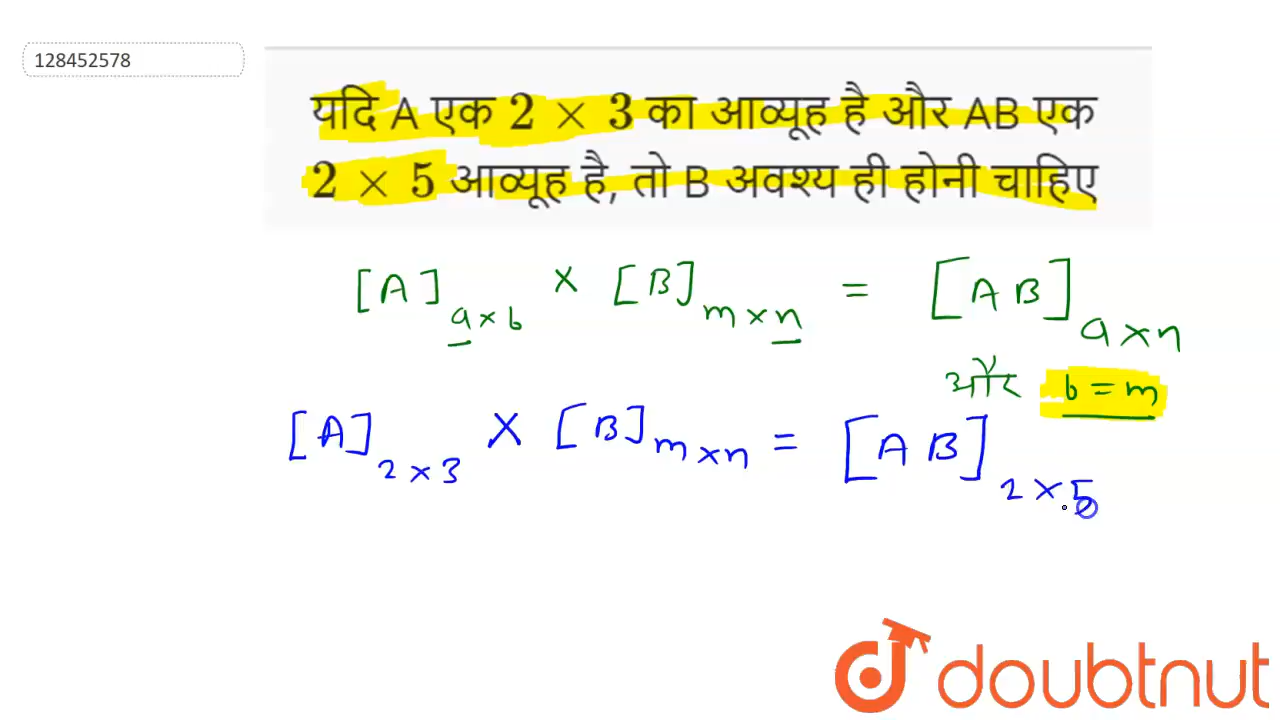 128452578
यदि A एक 2 × 3 का आव्यूह है और AB एक
2 × 5 आव्यूह है, तो B अवश्य ही होनी चाहिए
[A] a×b × [B] m×n = [AB] a×n
और b = m
[A] 2×3 × [B] m×n = [AB] 2×5
doubtnut